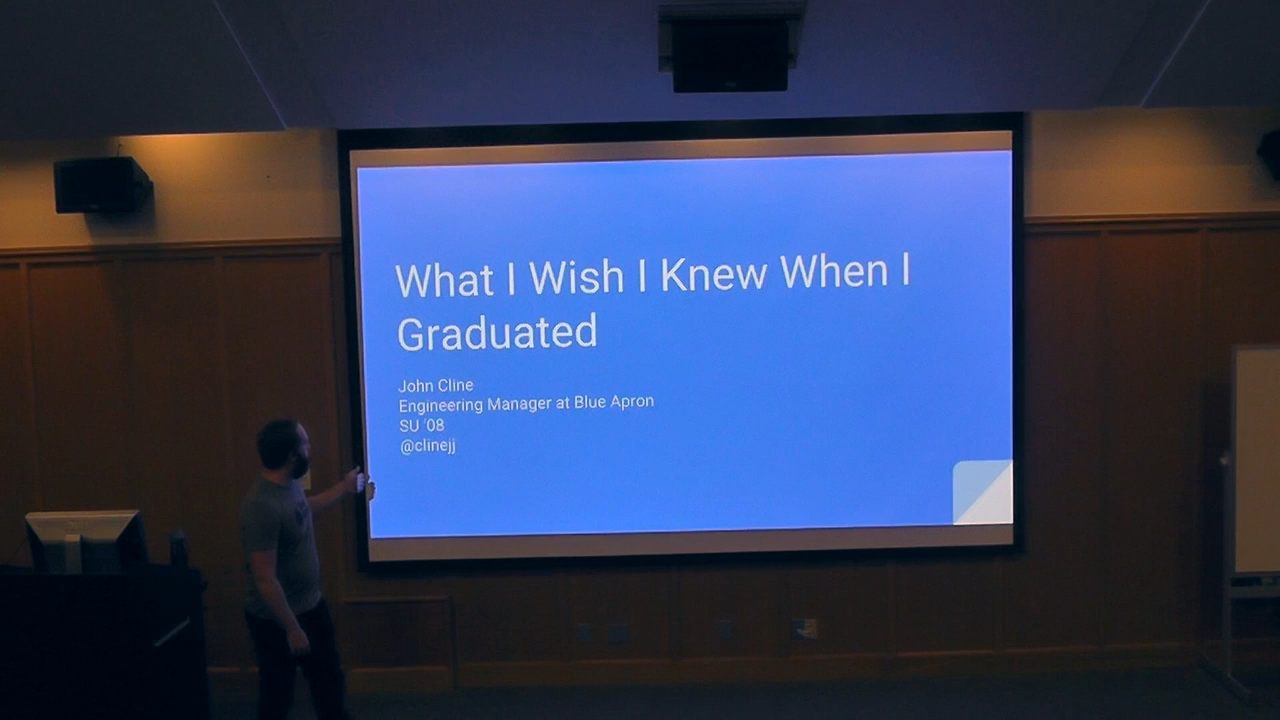 What I Wish I Knew When I
Graduated
John Cline
Engineering Manager at Blue Apron
SU '08
@clinejj